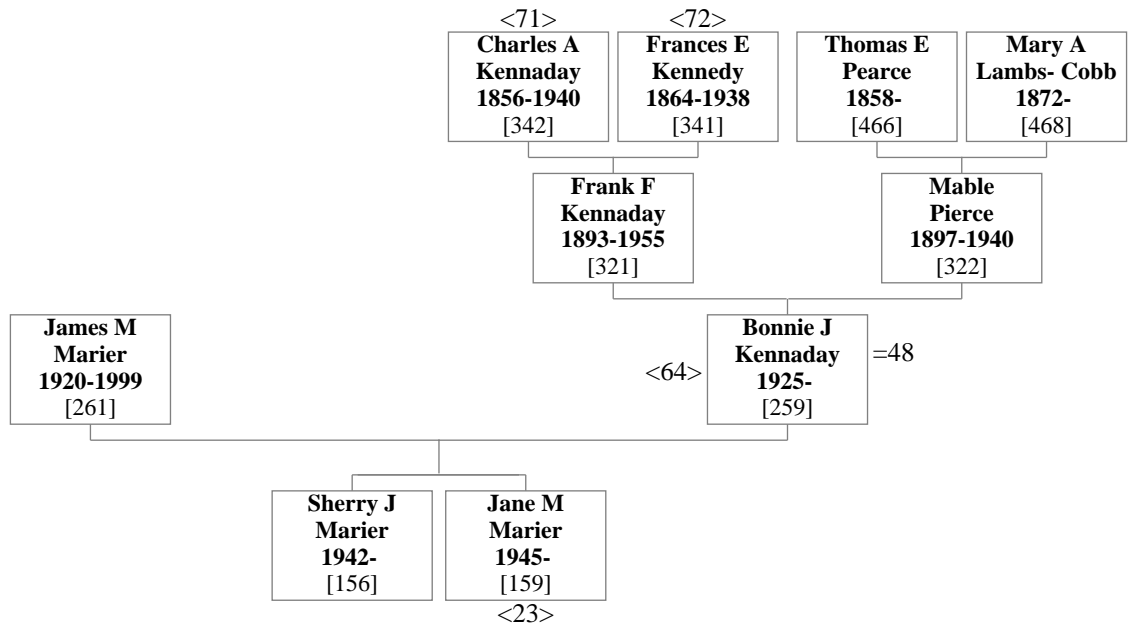 <71>
Charles A
Kennaday
1856-1940
[342]
<72>
Frances E
Kennedy
1864-1938
[341]
Thomas E
Pearce
1858-
[466]
Mary A
Lambs- Cobb
1872-
[468]
Frank F
Kennaday
1893-1955
[321]
Mable
Pierce
1897-1940
[322]
James M
Marier
1920-1999
[261]
<64>
Bonnie J
Kennaday
1925-
[259]
=48
Sherry J
Marier
1942-
[156]
Jane M
Marier
1945-
[159]
<23>